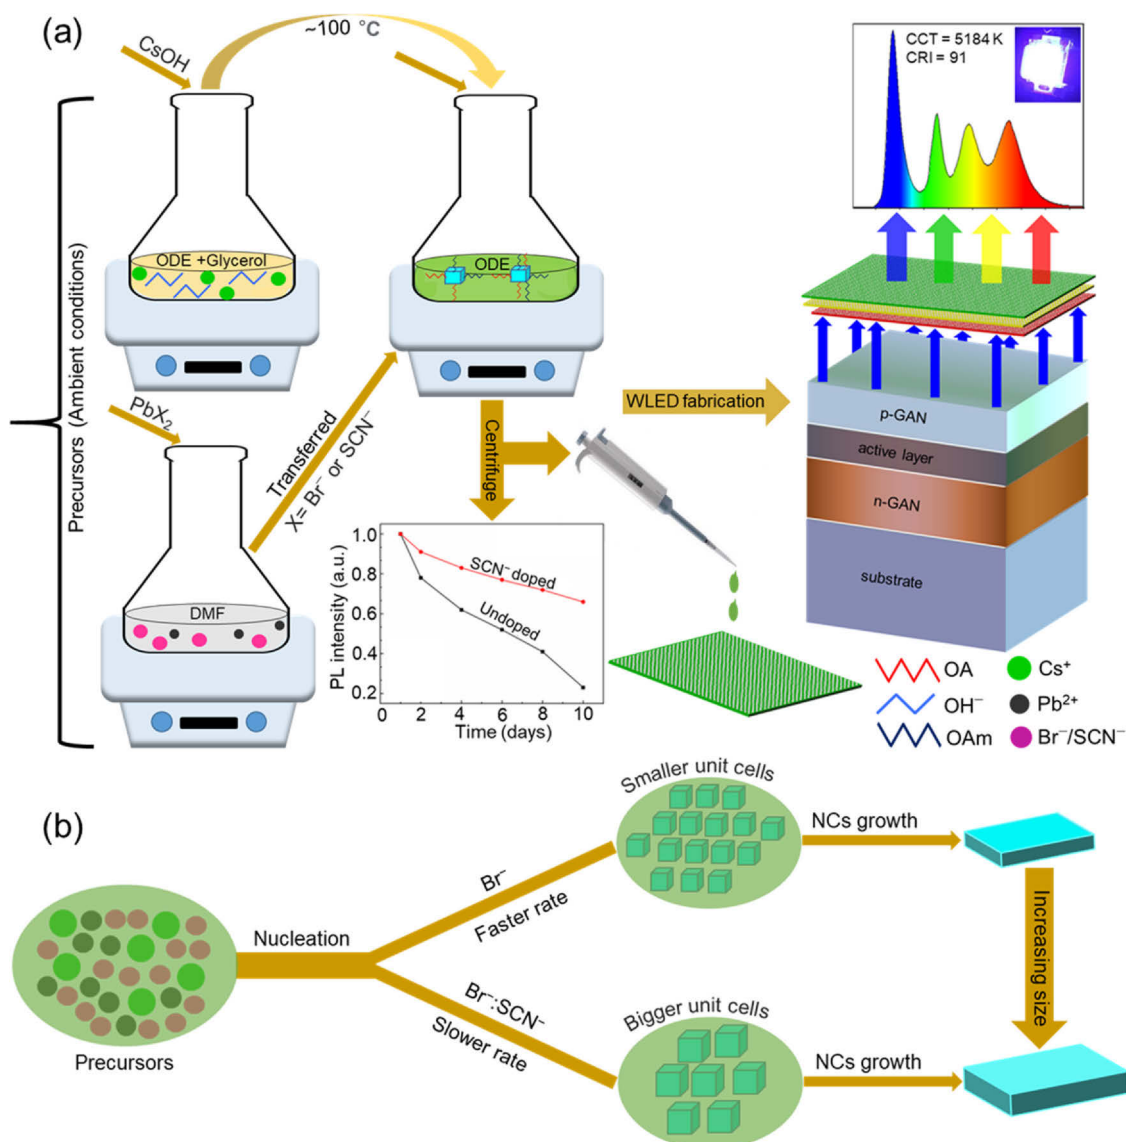 (a)
CsOH
~100 °C
Precursors (Ambient conditions)
ODE +Glycerol
ODE
PbX₂
Transferred
X= Br⁻ or SCN⁻
DMF
Centrifuge
WLED fabrication
CCT = 5184 K
CRI = 91
p-GAN
active layer
n-GAN
substrate
PL intensity (a.u.)
1.0
0.8
0.6
0.4
0.2
SCN⁻ doped
Undoped
2 4 6 8 10
Time (days)
OA
OH⁻
OAm
Cs⁺
Pb²⁺
Br⁻/SCN⁻
(b)
Precursors
Nucleation
Br⁻
Faster rate
Br⁻:SCN⁻
Slower rate
Smaller unit cells
NCs growth
Bigger unit cells
NCs growth
Increasing size